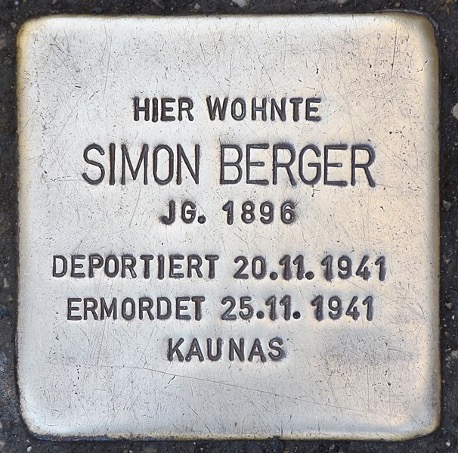 HIER WOHNTE
SIMON BERGER
JG. 1896
DEPORTIERT 20.11.1941
ERMORDET 25.11.1941
KAUNAS